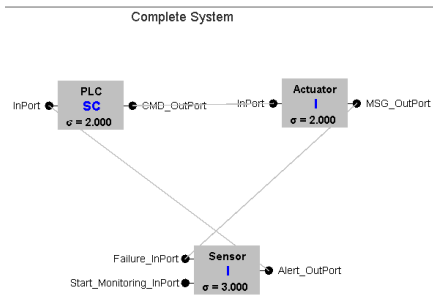 Complete System
PLC
SC
σ = 2.000
InPort
CMD_OutPort
Actuator
I
σ = 2.000
InPort
MSG_OutPort
Sensor
I
σ = 3.000
Failure_InPort
Start_Monitoring_InPort
Alert_OutPort